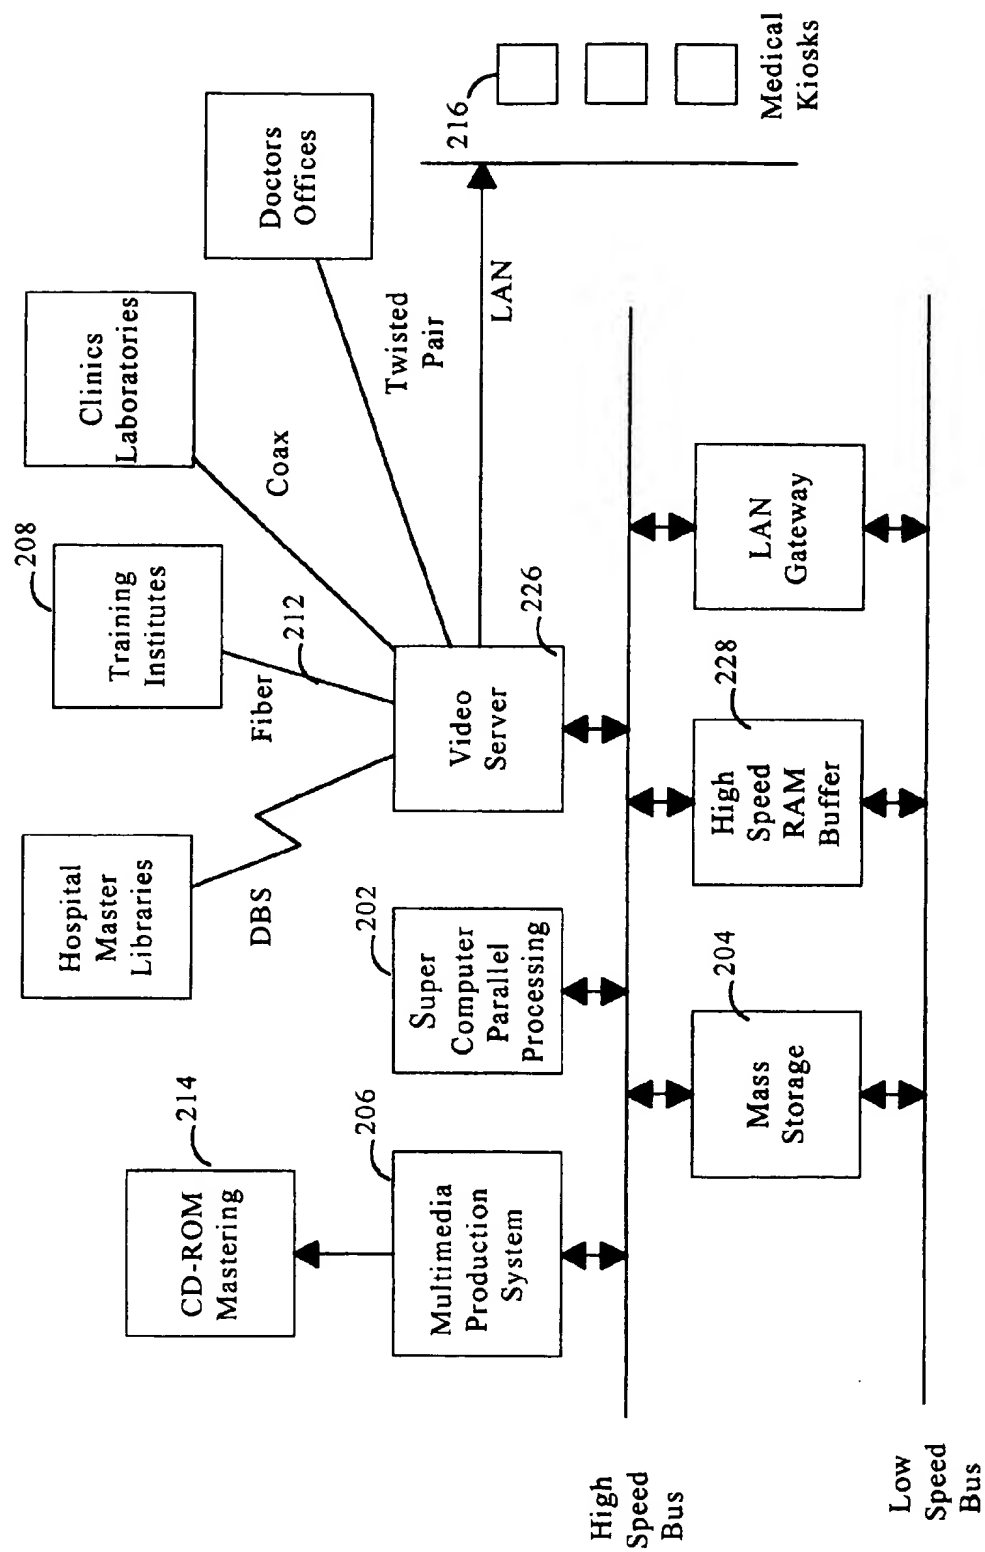 Hospital
Master
Libraries
208
Training
Institutes
Clinics
Laboratories
Doctors
Offices
214
CD-ROM
Mastering
DBS
Fiber
212
Coax
Twisted
Pair
206
Multimedia
Production
System
202
Super
Computer
Parallel
Processing
Video
Server
226
LAN
216
Medical
Kiosks
High
Speed
Bus
204
Mass
Storage
228
High
Speed
RAM
Buffer
LAN
Gateway
Low
Speed
Bus